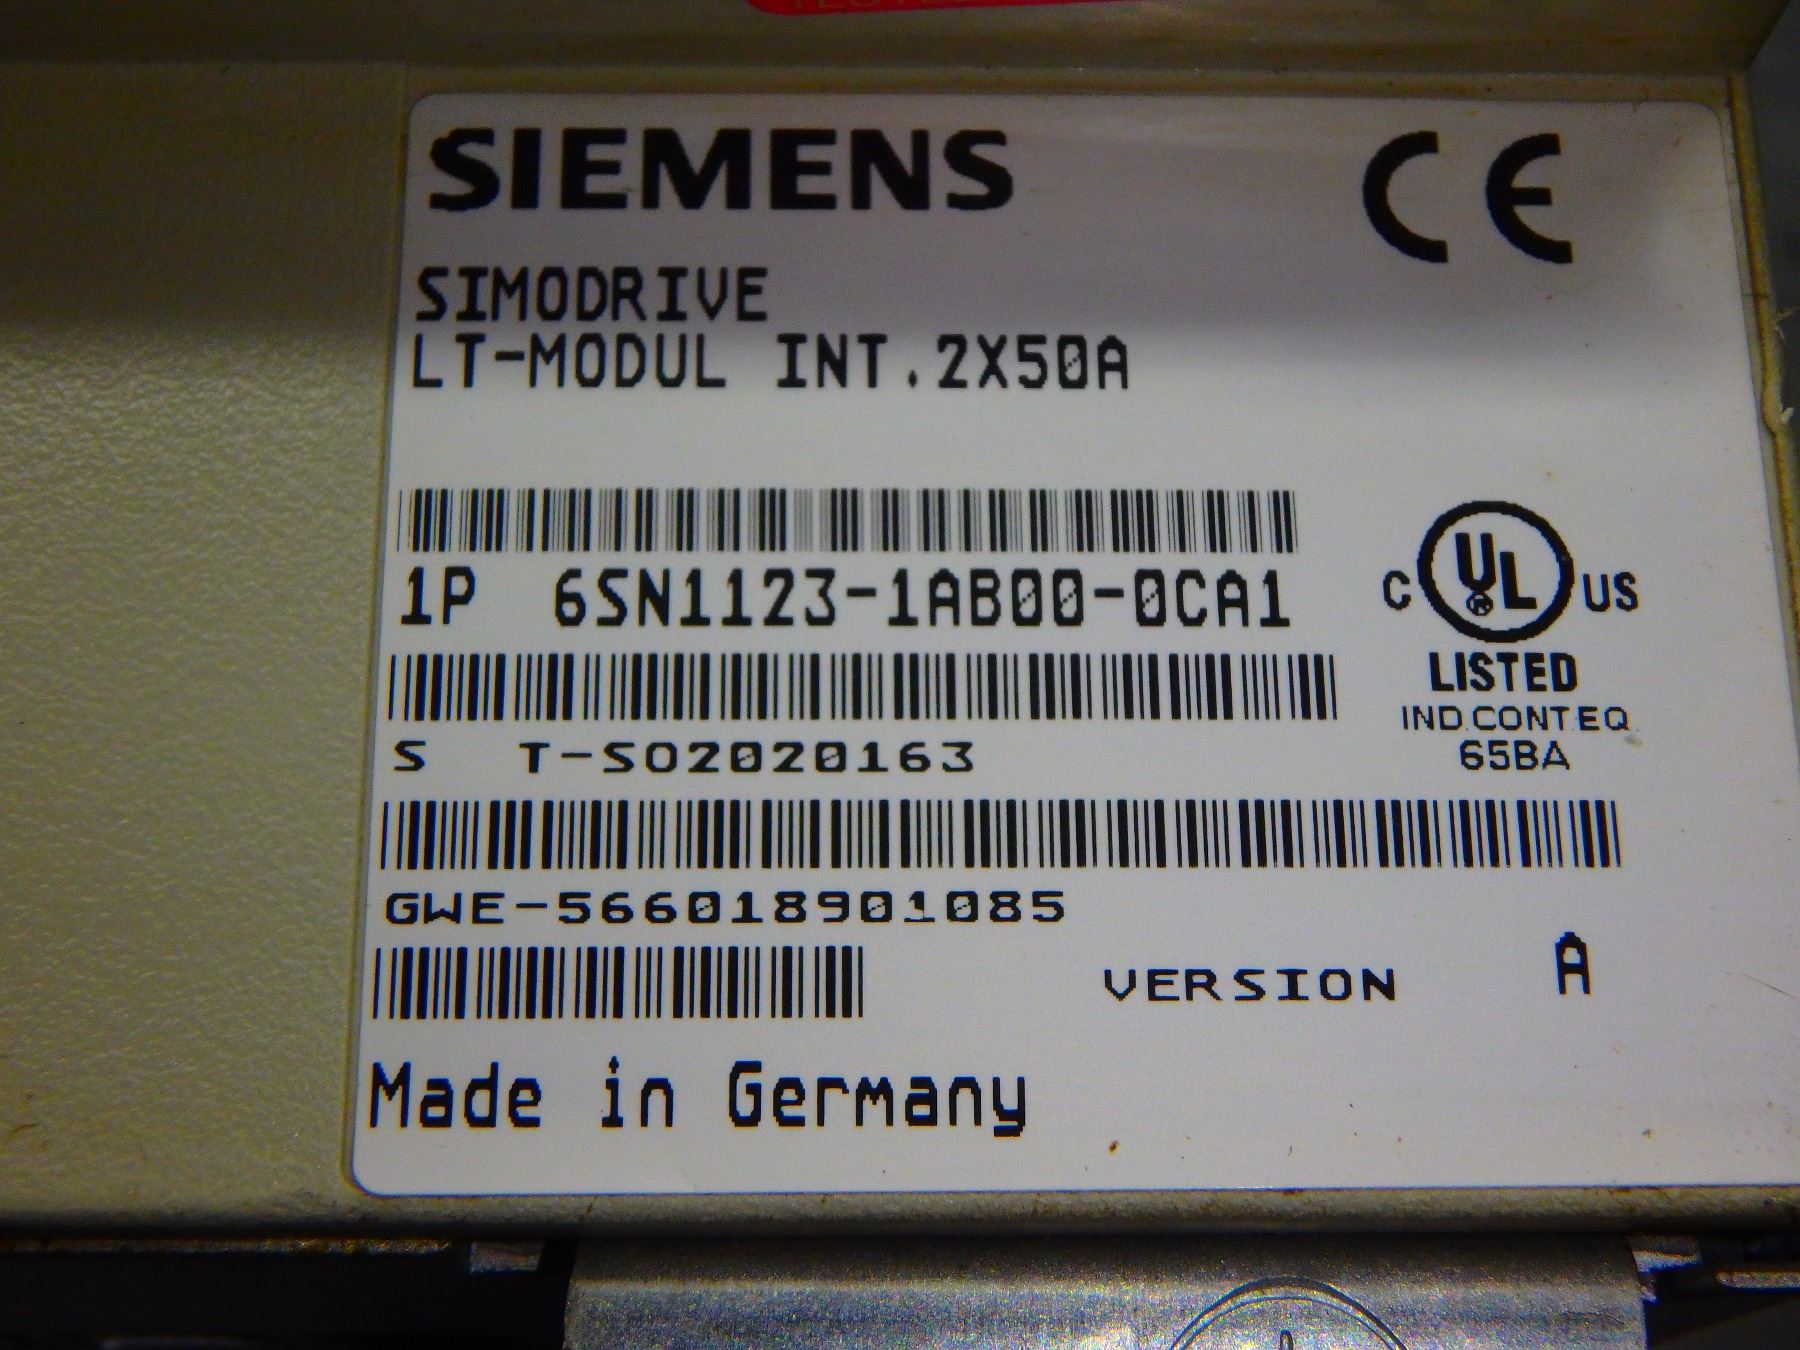 SIEMENS
CE
SIMODRIVE
LT-MODUL INT.2X50A
1P 6SN1123-1AB00-0CA1
C UL® US
LISTED
IND.CONT.EQ.
65BA
S T-SO2020163
GWE-566018901085
VERSION A
Made in Germany